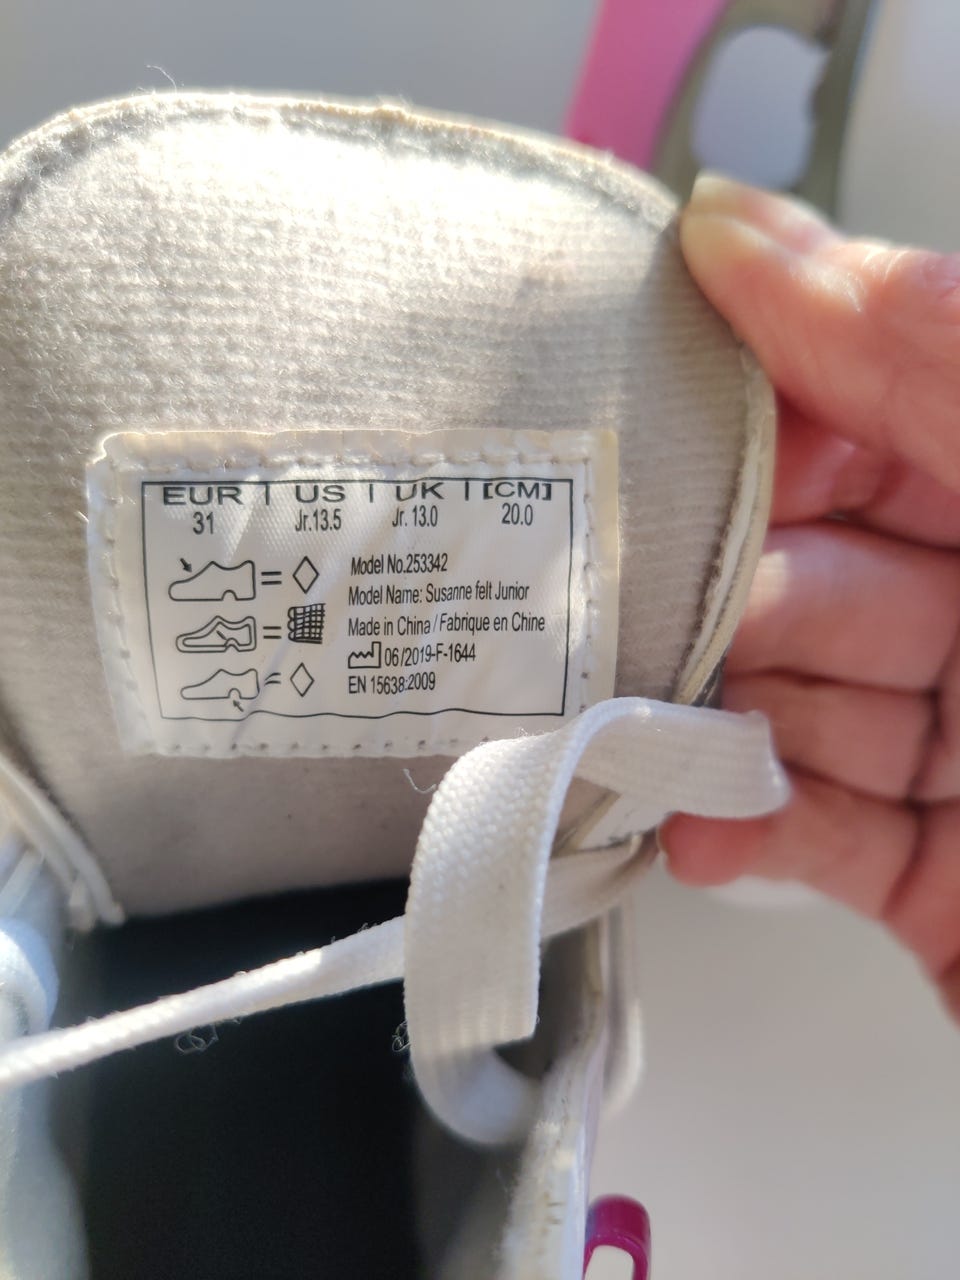 EUR | US | UK | [CM]
31 Jr.13.5 Jr. 13.0 20.0
Model No.253342
Model Name: Susanne felt Junior
Made in China / Fabrique en Chine
06/2019-F-1644
EN 15638:2009